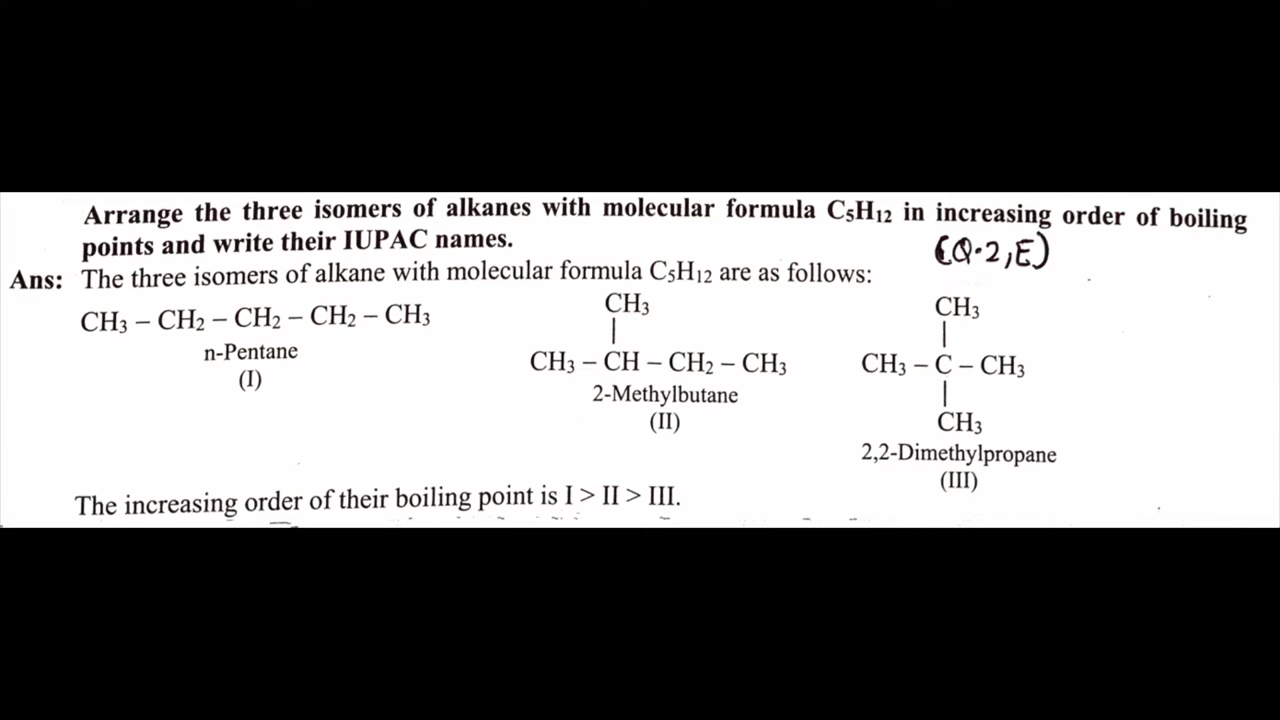 Arrange the three isomers of alkanes with molecular formula C₅H₁₂ in increasing order of boiling
points and write their IUPAC names.
(Q.2,E)
Ans: The three isomers of alkane with molecular formula C₅H₁₂ are as follows:
CH₃ – CH₂ – CH₂ – CH₂ – CH₃
n-Pentane
(I)
CH₃
|
CH₃ – CH – CH₂ – CH₃
2-Methylbutane
(II)
CH₃
|
CH₃ – C – CH₃
|
CH₃
2,2-Dimethylpropane
(III)
The increasing order of their boiling point is I > II > III.